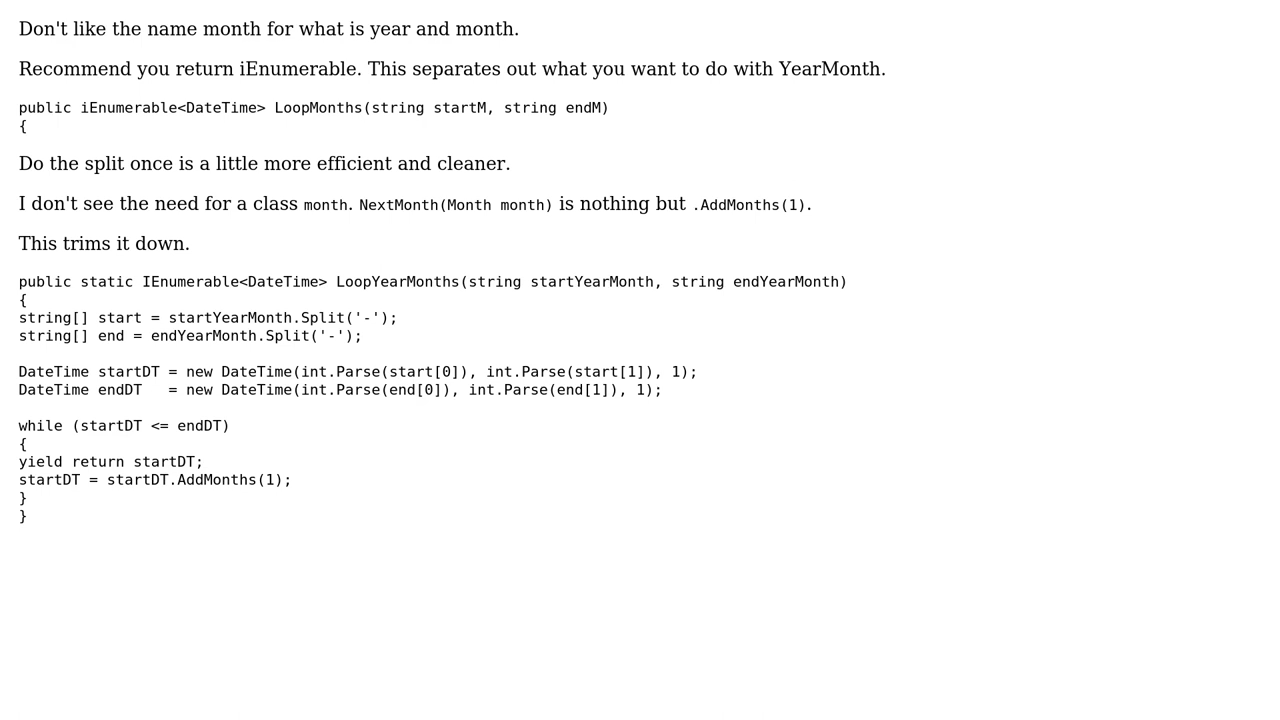 Don't like the name month for what is year and month.
Recommend you return iEnumerable. This separates out what you want to do with YearMonth.
public iEnumerable<DateTime> LoopMonths(string startM, string endM)
{
Do the split once is a little more efficient and cleaner.
I don't see the need for a class month. NextMonth(Month month) is nothing but .AddMonths(1).
This trims it down.
public static IEnumerable<DateTime> LoopYearMonths(string startYearMonth, string endYearMonth)
{
string[] start = startYearMonth.Split('-');
string[] end = endYearMonth.Split('-');
DateTime startDT = new DateTime(int.Parse(start[0]), int.Parse(start[1]), 1);
DateTime endDT   = new DateTime(int.Parse(end[0]), int.Parse(end[1]), 1);
while (startDT <= endDT)
{
yield return startDT;
startDT = startDT.AddMonths(1);
}
}